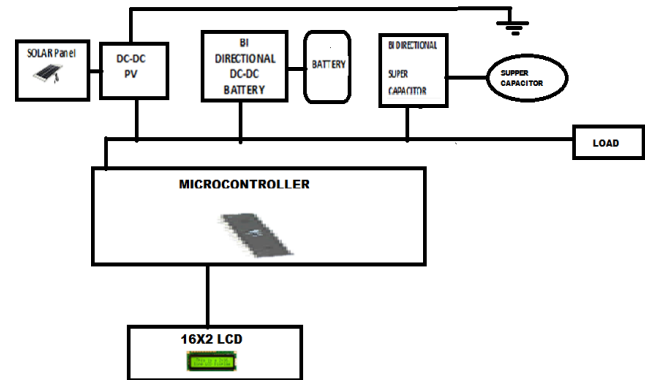 SOLAR Panel
DC-DC
PV
BI
DIRECTIONAL
DC-DC
BATTERY
BATTERY
BI DIRECTIONAL
SUPER
CAPACITOR
SUPPER
CAPACITOR
LOAD
MICROCONTROLLER
16X2 LCD